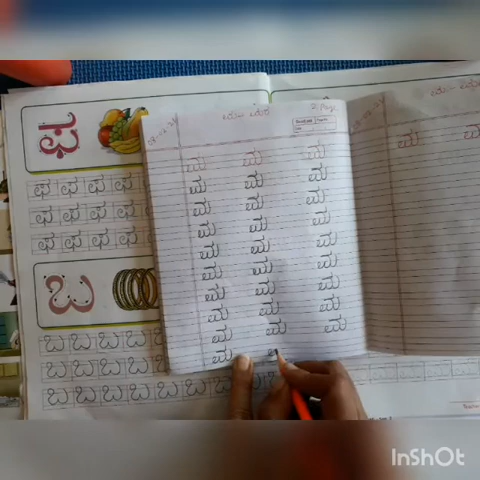 ಫ
ಫ ಫ ಫ ಫ
ಫ ಫ ಫ ಫ
ಫ ಫ ಫ ಫ
ಬ
ಬ ಬ ಬ ಬ ಬ
ಬ ಬ ಬ ಬ ಬ
ಬ ಬ ಬ ಬ ಬ ಬ ಬ ಬ
ಮ ಮ ಮ
ಮ ಮ ಮ
ಮ ಮ ಮ
ಮ ಮ ಮ
ಮ ಮ ಮ
ಮ ಮ ಮ
ಮ ಮ ಮ
ಮ ಮ ಮ
ಮ ಮ ಮ
ಮ
ಮ ಮ
InShOt